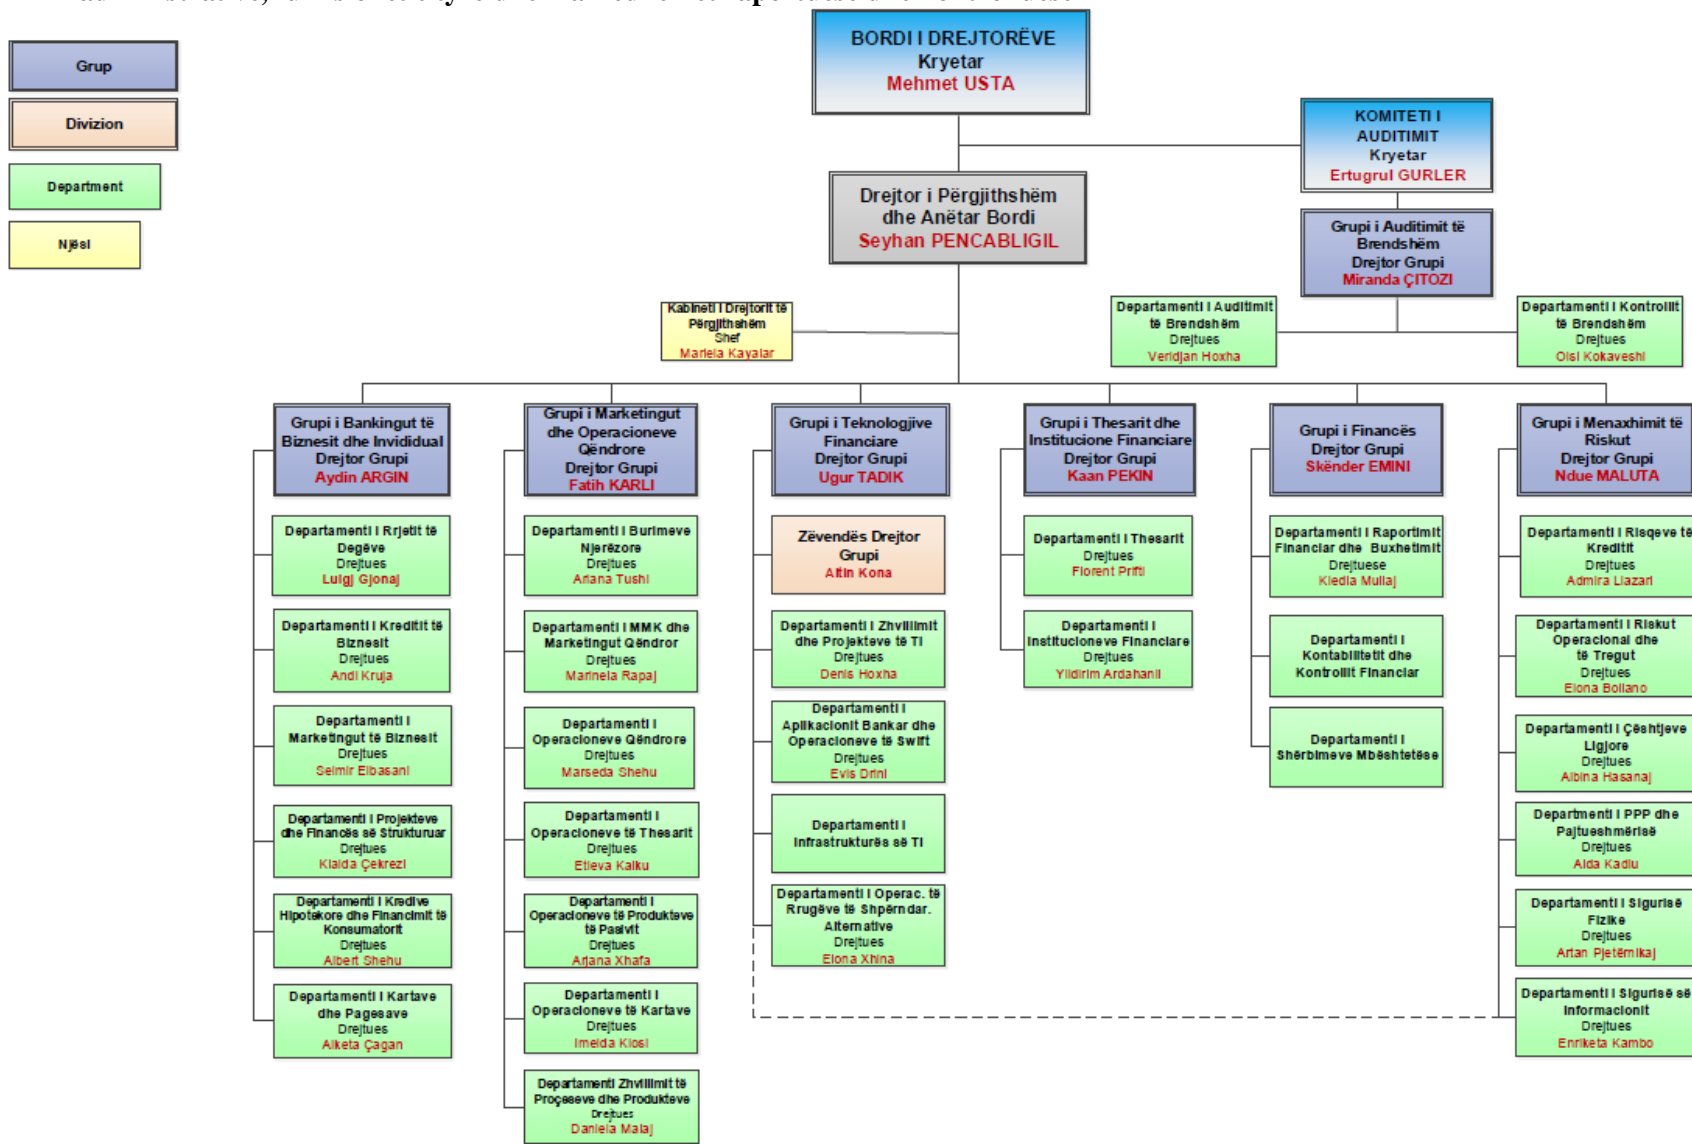 Grup
Divizion
Department
Njësi
BORDI I DREJTORËVE
Kryetar
Mehmet USTA
KOMITETI I
AUDITIMIT
Kryetar
Ertugrul GURLER
Drejtor i Përgjithshëm
dhe Anëtar Bordi
Seyhan PENCABLIGIL
Grupi i Auditimit të
Brendshëm
Drejtor Grupi
Miranda ÇITOZI
Kabineti i Drejtorit të
Përgjithshëm
Shef
Mariela Kayalar
Departamenti i Auditimit
të Brendshëm
Drejtues
Veridjan Hoxha
Departamenti i Kontrollit
të Brendshëm
Drejtues
Olsi Kokaveshi
Grupi i Bankingut të
Biznesit dhe Invididual
Drejtor Grupi
Aydin ARGIN
Departamenti i Rrjetit të
Degëve
Drejtues
Luigj Gjonaj
Departamenti i Kreditit të
Biznesit
Drejtues
Andi Kruja
Departamenti i
Marketingut të Biznesit
Drejtues
Selmir Elbasani
Departamenti i Projekteve
dhe Financës së Strukturuar
Drejtues
Klaida Çekrezi
Departamenti i Kredive
Hipotekore dhe Financimit të
Konsumatorit
Drejtues
Albert Shehu
Departamenti i Kartave
dhe Pagesave
Drejtues
Alketa Çagan
Grupi i Marketingut
dhe Operacioneve
Qëndrore
Drejtor Grupi
Fatih KARLI
Departamenti i Burimeve
Njerëzore
Drejtues
Ariana Tushi
Departamenti i MMK dhe
Marketingut Qëndror
Drejtues
Marinela Rapaj
Departamenti i
Operacioneve Qëndrore
Drejtues
Marseda Shehu
Departamenti i
Operacioneve të Thesarit
Drejtues
Etleva Kalku
Departamenti i
Operacioneve të Produkteve
të Pasivit
Drejtues
Arjana Xhafa
Departamenti i
Operacioneve të Kartave
Drejtues
Imelda Klosi
Departamenti Zhvillimit të
Proçeseve dhe Produkteve
Drejtues
Daniela Malaj
Grupi i Teknologjive
Financiare
Drejtor Grupi
Ugur TADIK
Zëvendës Drejtor
Grupi
Altin Kona
Departamenti i Zhvillimit
dhe Projekteve të TI
Drejtues
Denis Hoxha
Departamenti i
Aplikacionit Bankar dhe
Operacioneve të Swift
Drejtues
Evis Drini
Departamenti i
Infrastrukturës së TI
Departamenti i Operac. të
Rrugëve të Shpërndar.
Alternative
Drejtues
Elona Xhina
Grupi i Thesarit dhe
Institucione Financiare
Drejtor Grupi
Kaan PEKIN
Departamenti i Thesarit
Drejtues
Florent Prifti
Departamenti i
Institucioneve Financiare
Drejtues
Yildirim Ardahanli
Grupi i Financës
Drejtor Grupi
Skënder EMINI
Departamenti i Raportimit
Financiar dhe Buxhetimit
Drejtuese
Kledia Mullaj
Departamenti i
Kontabilitetit dhe
Kontrollit Financiar
Departamenti i
Shërbimeve Mbështetëse
Grupi i Menaxhimit të
Riskut
Drejtor Grupi
Ndue MALUTA
Departamenti i Risqeve të
Kreditit
Drejtues
Admira Llazari
Departamenti i Riskut
Operacional dhe
të Tregut
Drejtues
Elona Bollano
Departamenti i Çështjeve
Ligjore
Drejtues
Albina Hasanaj
Departmenti i PPP dhe
Pajtueshmërisë
Drejtues
Aida Kadiu
Departamenti i Sigurisë
Fizike
Drejtues
Artan Pjetërnikaj
Departamenti i Sigurisë së
Informacionit
Drejtues
Enriketa Kambo